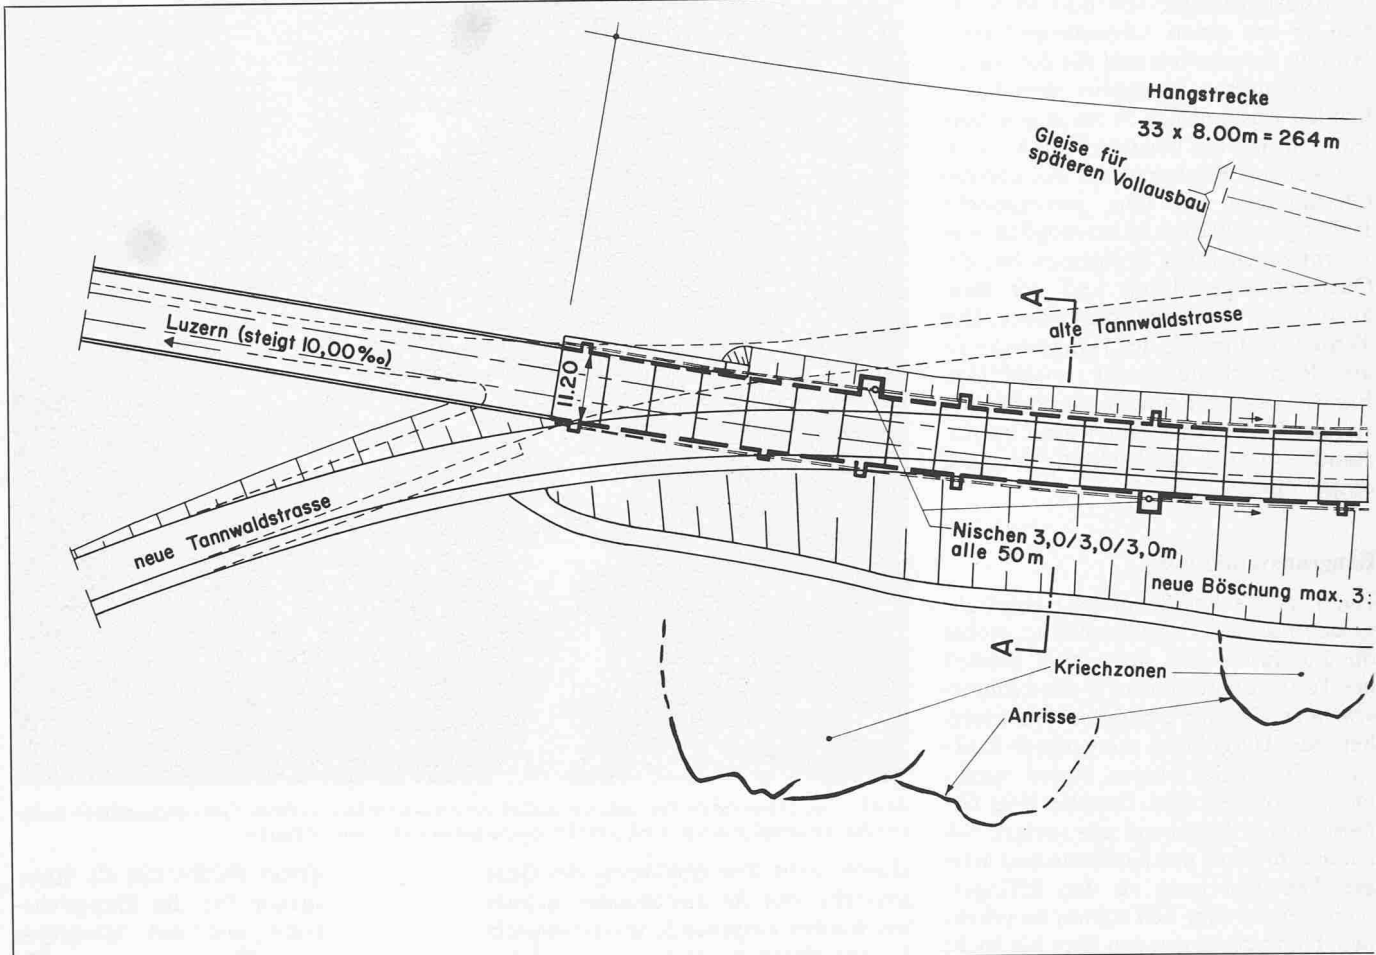 Hangstrecke
33 x 8.00m = 264m
Gleise für
späteren Vollausbau
A
alte Tannwaldstrasse
Luzern (steigt 10,00‰)
11.20
neue Tannwaldstrasse
Nischen 3,0/3,0/3,0m
alle 50m
neue Böschung max. 3:
A
Kriechzonen
Anrisse